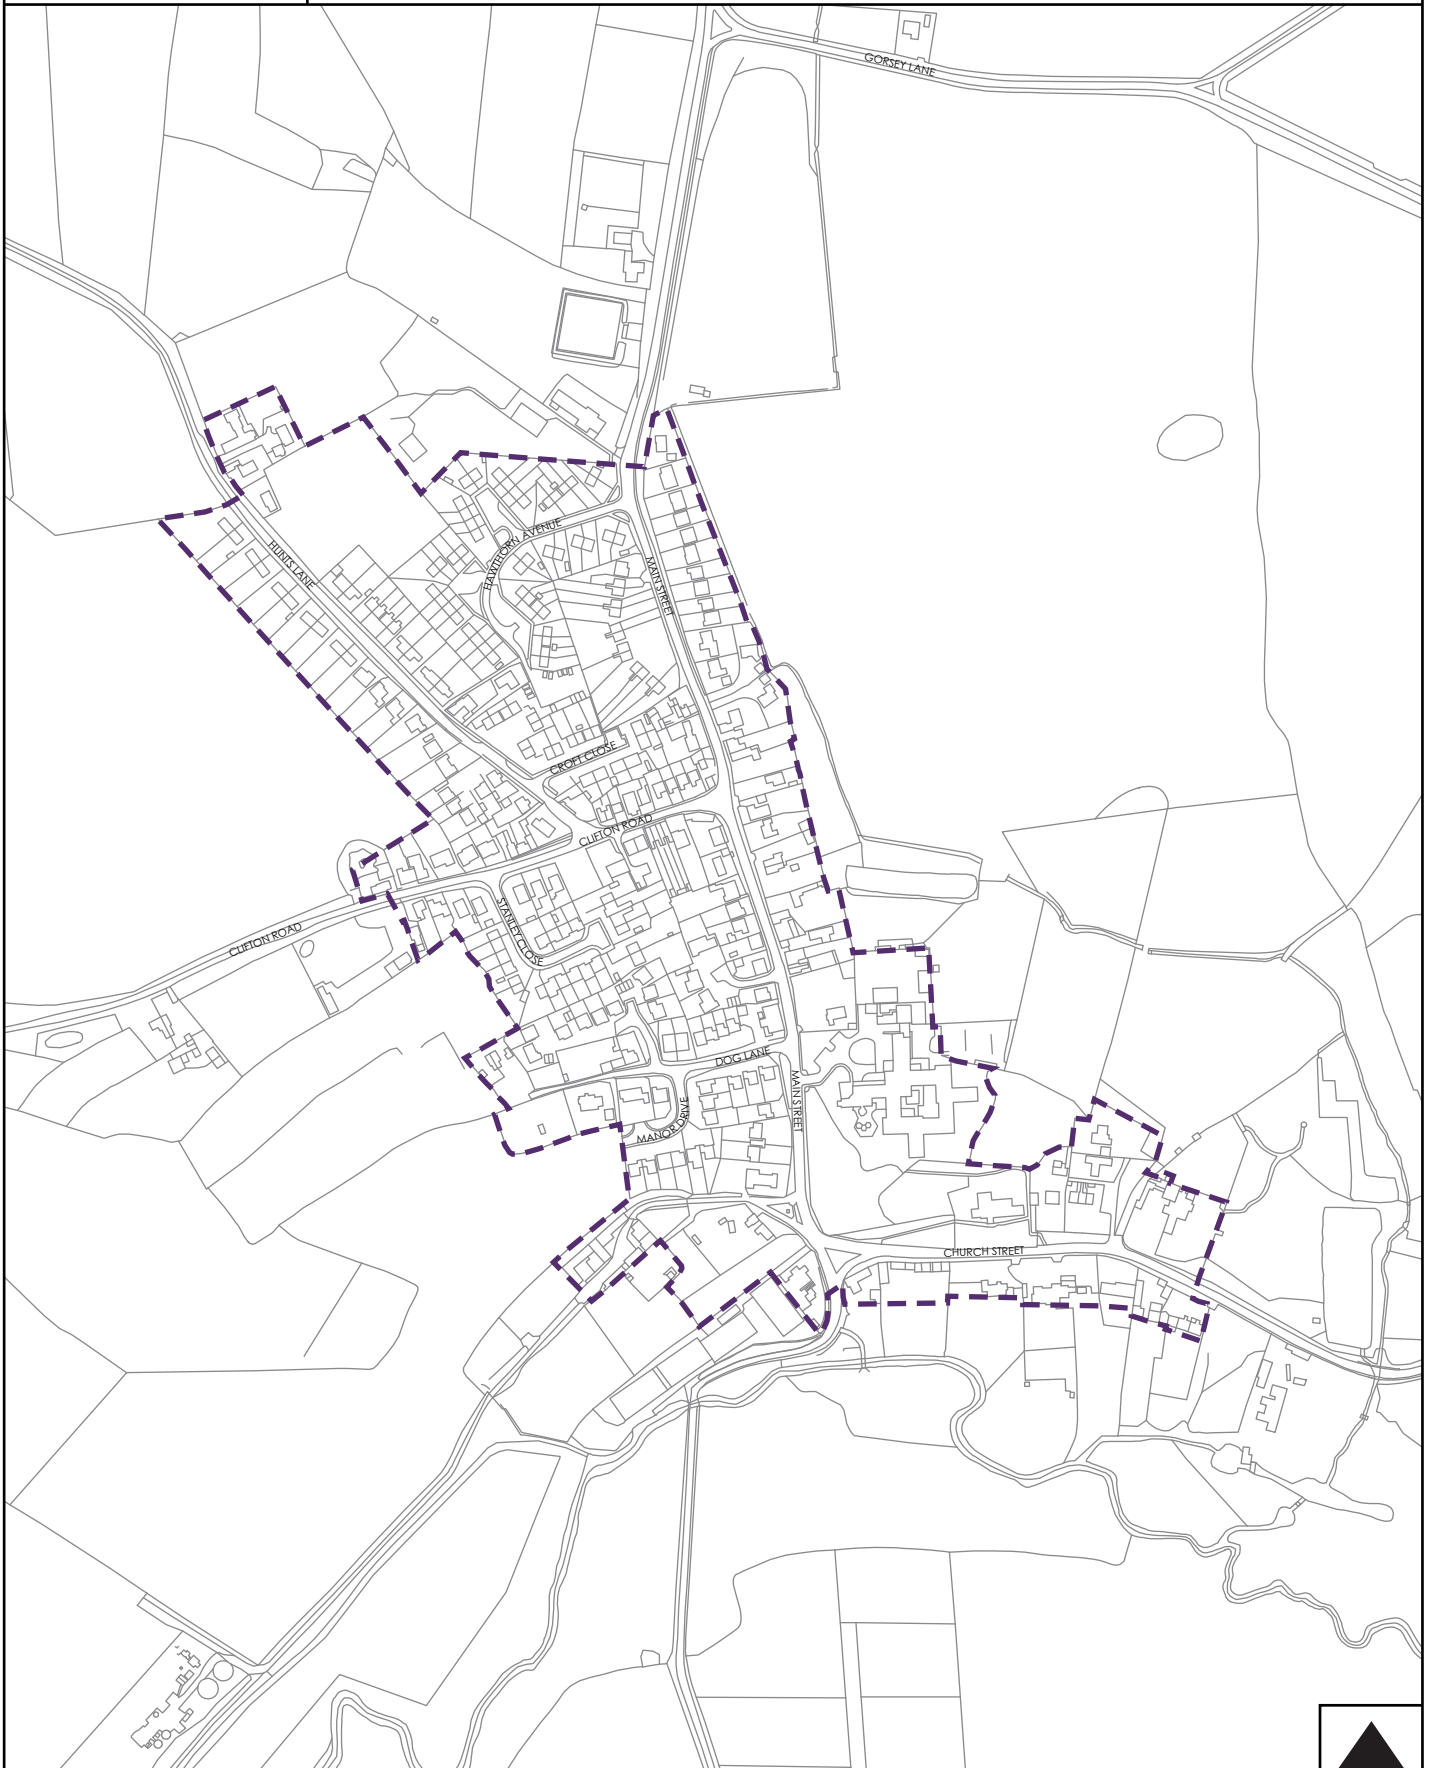 GORSEY LANE
HAWTHORN AVENUE
HUNTS LANE
MAIN STREET
CROFT CLOSE
CLIFTON ROAD
STANLEY CLOSE
CLIFTON ROAD
DOG LANE
MAIN STREET
MANOR DRIVE
CHURCH STREET